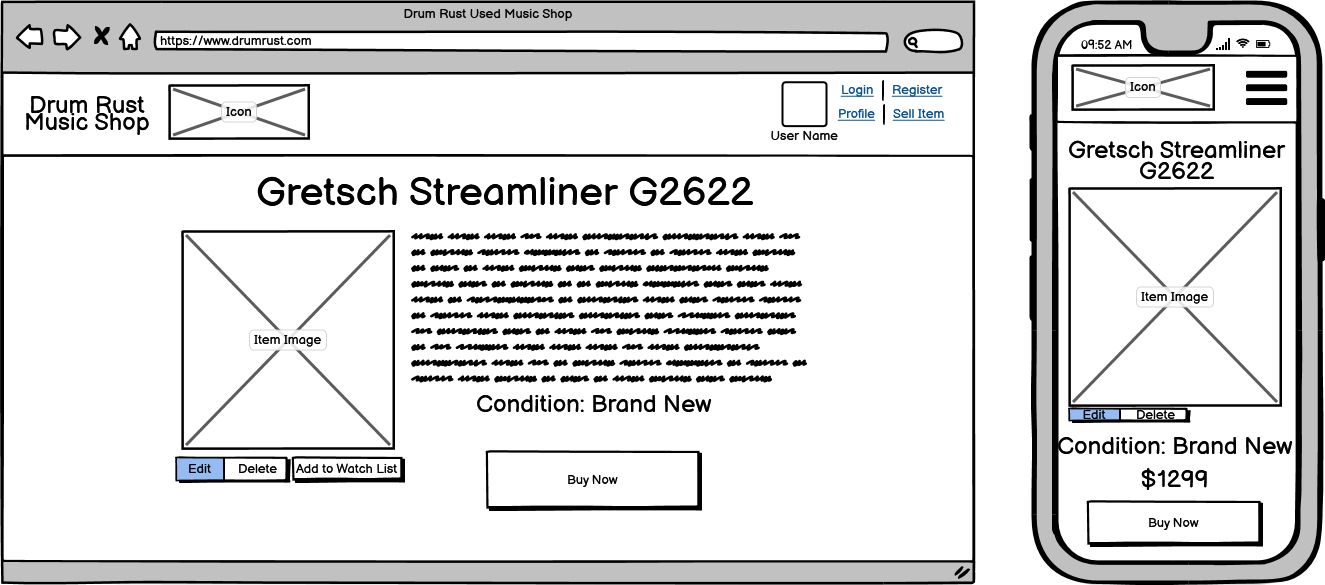 Drum Rust Used Music Shop
https://www.drumrust.com
Drum Rust
Music Shop
Icon
User Name
Login
Register
Profile
Sell Item
Gretsch Streamliner G2622
Item Image
Condition: Brand New
Edit
Delete
Add to Watch List
Buy Now
09:52 AM
Icon
Gretsch Streamliner
G2622
Item Image
Edit
Delete
Condition: Brand New
$1299
Buy Now